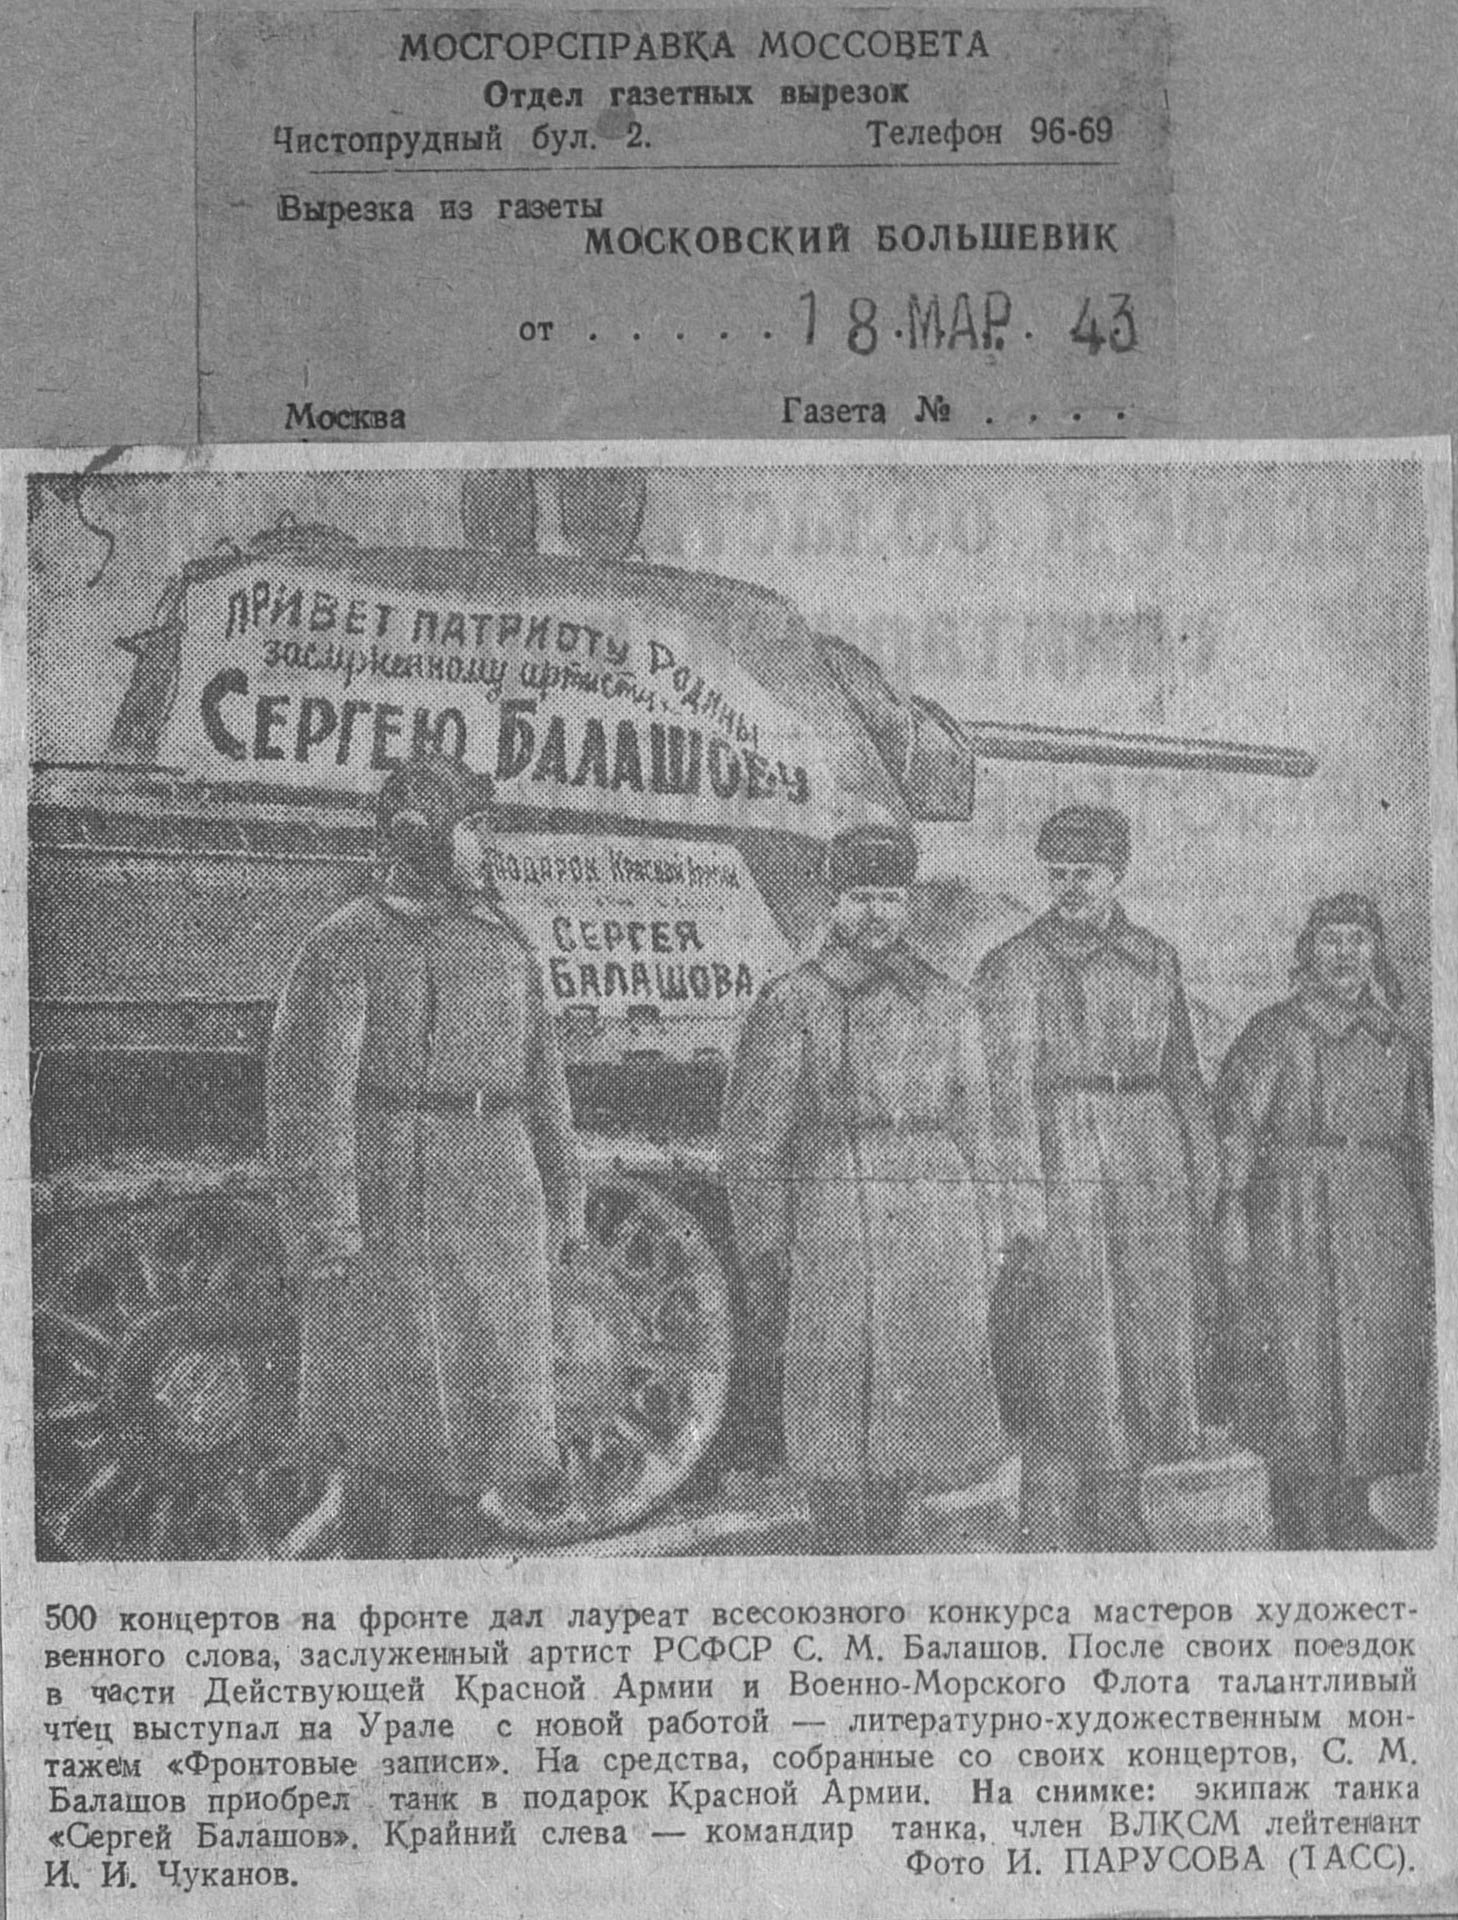 МОСГОРСПРАВКА МОССОВЕТА
Отдел газетных вырезок
Чистопрудный бул. 2. Телефон 96-69
Вырезка из газеты
МОСКОВСКИЙ БОЛЬШЕВИК
от . . . . . 18·МАР. 43
Москва Газета № . . . .
ПРИВЕТ ПАТРИОТУ РОДИНЫ
заслуженному артисту
СЕРГЕЮ БАЛАШОВУ
ПОДАРОК КРАСНОЙ АРМИИ
СЕРГЕЯ
БАЛАШОВА
500 концертов на фронте дал лауреат всесоюзного конкурса мастеров художест-
венного слова, заслуженный артист РСФСР С. М. Балашов. После своих поездок
в части Действующей Красной Армии и Военно-Морского Флота талантливый
чтец выступал на Урале с новой работой — литературно-художественным мон-
тажем «Фронтовые записи». На средства, собранные со своих концертов, С. М.
Балашов приобрел танк в подарок Красной Армии. На снимке: экипаж танка
«Сергей Балашов». Крайний слева — командир танка, член ВЛКСМ лейтенант
И. И. Чуканов. Фото И. ПАРУСОВА (ТАСС).